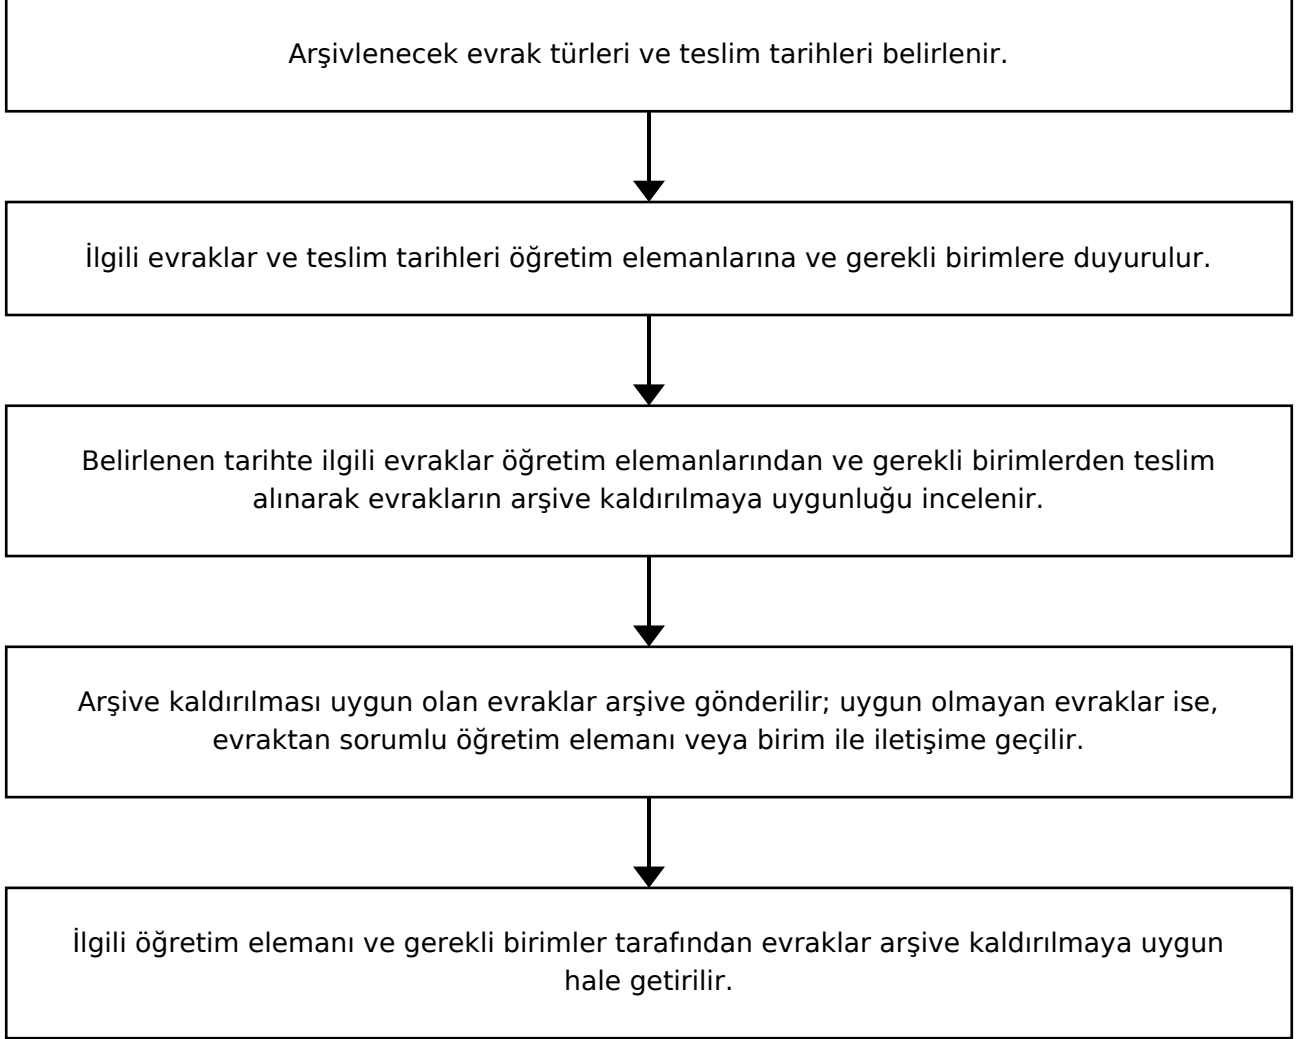 Arşivlenecek evrak türleri ve teslim tarihleri belirlenir.
İlgili evraklar ve teslim tarihleri öğretim elemanlarına ve gerekli birimlere duyurulur.
Belirlenen tarihte ilgili evraklar öğretim elemanlarından ve gerekli birimlerden teslim
alınarak evrakların arşive kaldırılmaya uygunluğu incelenir.
Arşive kaldırılması uygun olan evraklar arşive gönderilir; uygun olmayan evraklar ise,
evraktan sorumlu öğretim elemanı veya birim ile iletişime geçilir.
İlgili öğretim elemanı ve gerekli birimler tarafından evraklar arşive kaldırılmaya uygun
hale getirilir.